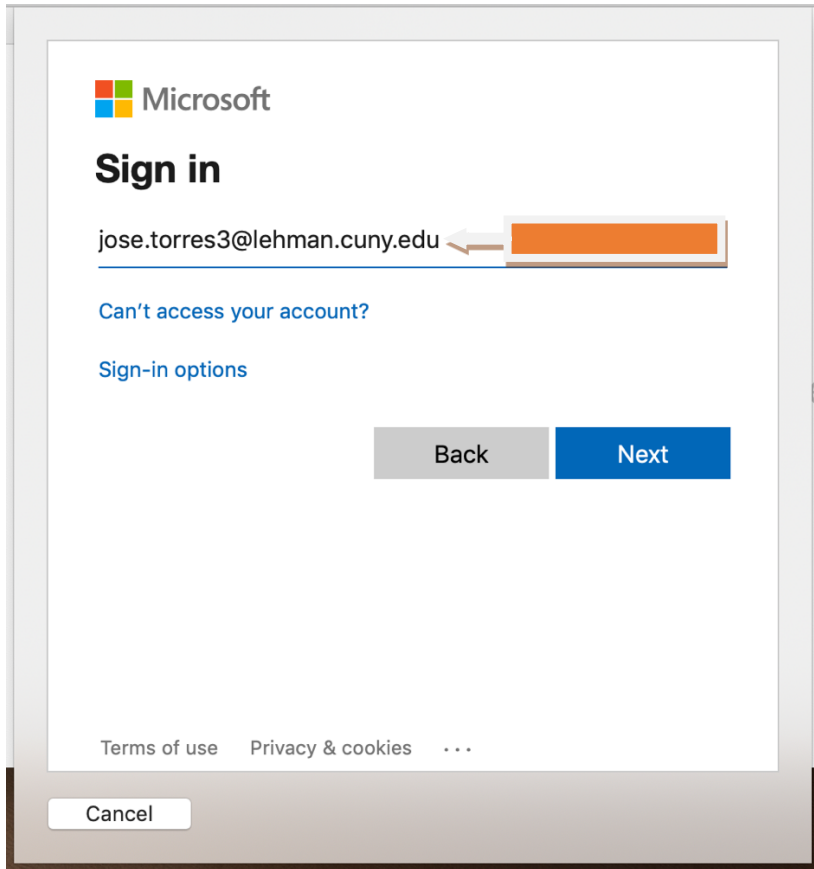 Microsoft
Sign in
jose.torres3@lehman.cuny.edu
Can't access your account?
Sign-in options
Back Next
Terms of use Privacy & cookies ...
Cancel